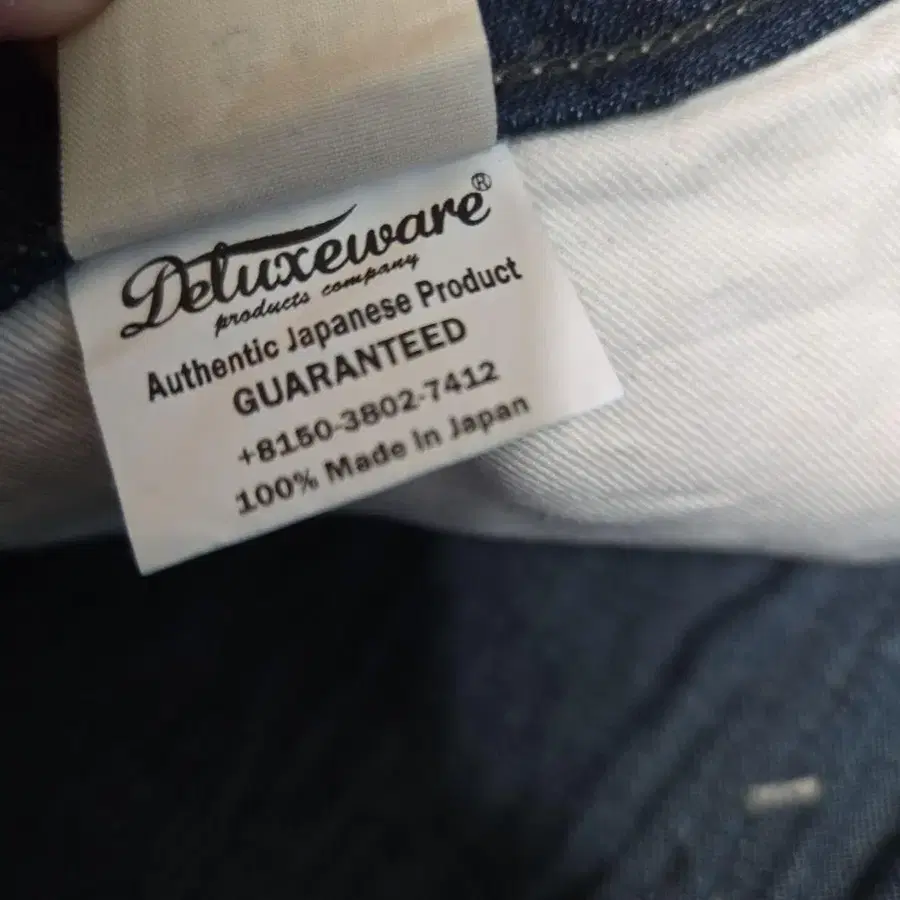 Deluxeware®
products company
Authentic Japanese Product
GUARANTEED
+8150-3802-7412
100% Made in Japan